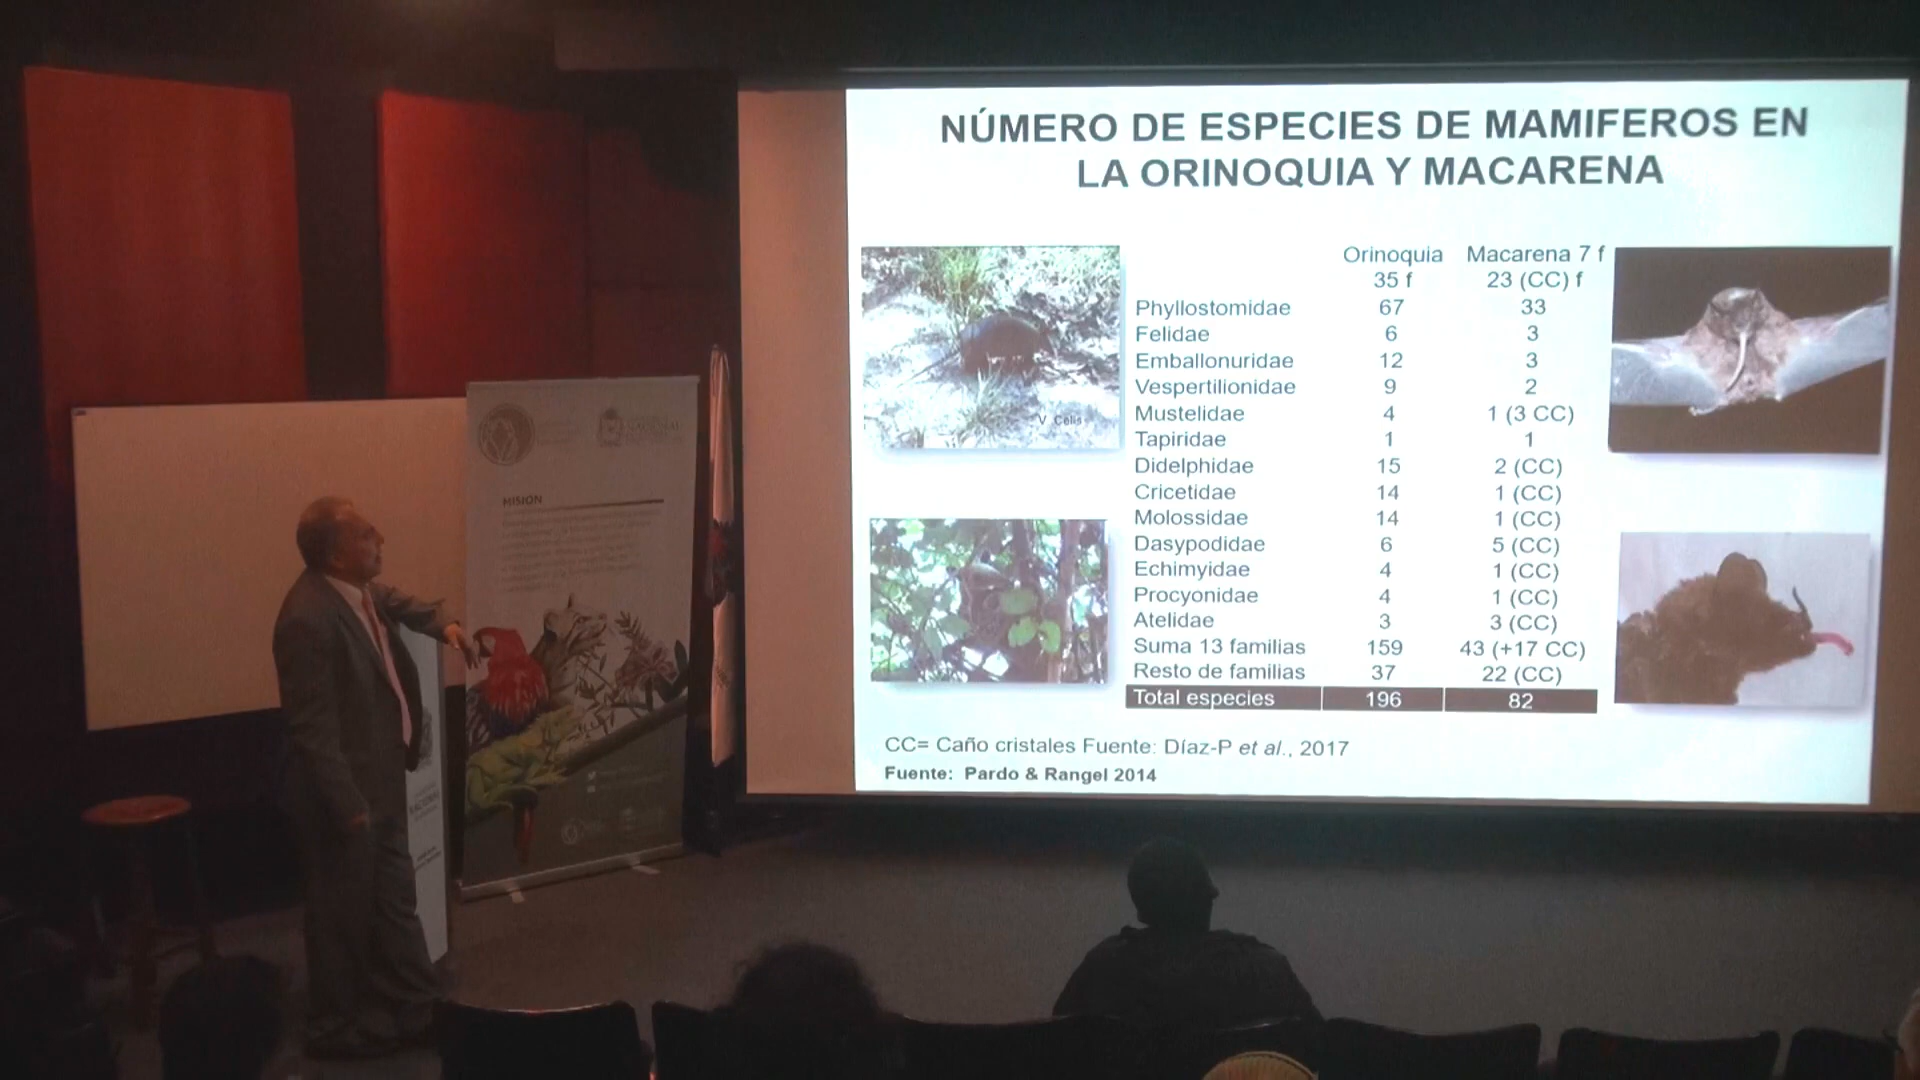 NÚMERO DE ESPECIES DE MAMIFEROS EN
LA ORINOQUIA Y MACARENA
Orinoquia Macarena 7 f
35 f 23 (CC) f
Phyllostomidae 67 33
Felidae 6 3
Emballonuridae 12 3
Vespertilionidae 9 2
Mustelidae 4 1 (3 CC)
Tapiridae 1 1
Didelphidae 15 2 (CC)
Cricetidae 14 1 (CC)
Molossidae 14 1 (CC)
Dasypodidae 6 5 (CC)
Echimyidae 4 1 (CC)
Procyonidae 4 1 (CC)
Atelidae 3 3 (CC)
Suma 13 familias 159 43 (+17 CC)
Resto de familias 37 22 (CC)
Total especies 196 82
V. Celis
CC= Caño cristales Fuente: Díaz-P et al., 2017
Fuente: Pardo & Rangel 2014
MISION
NACIONAL